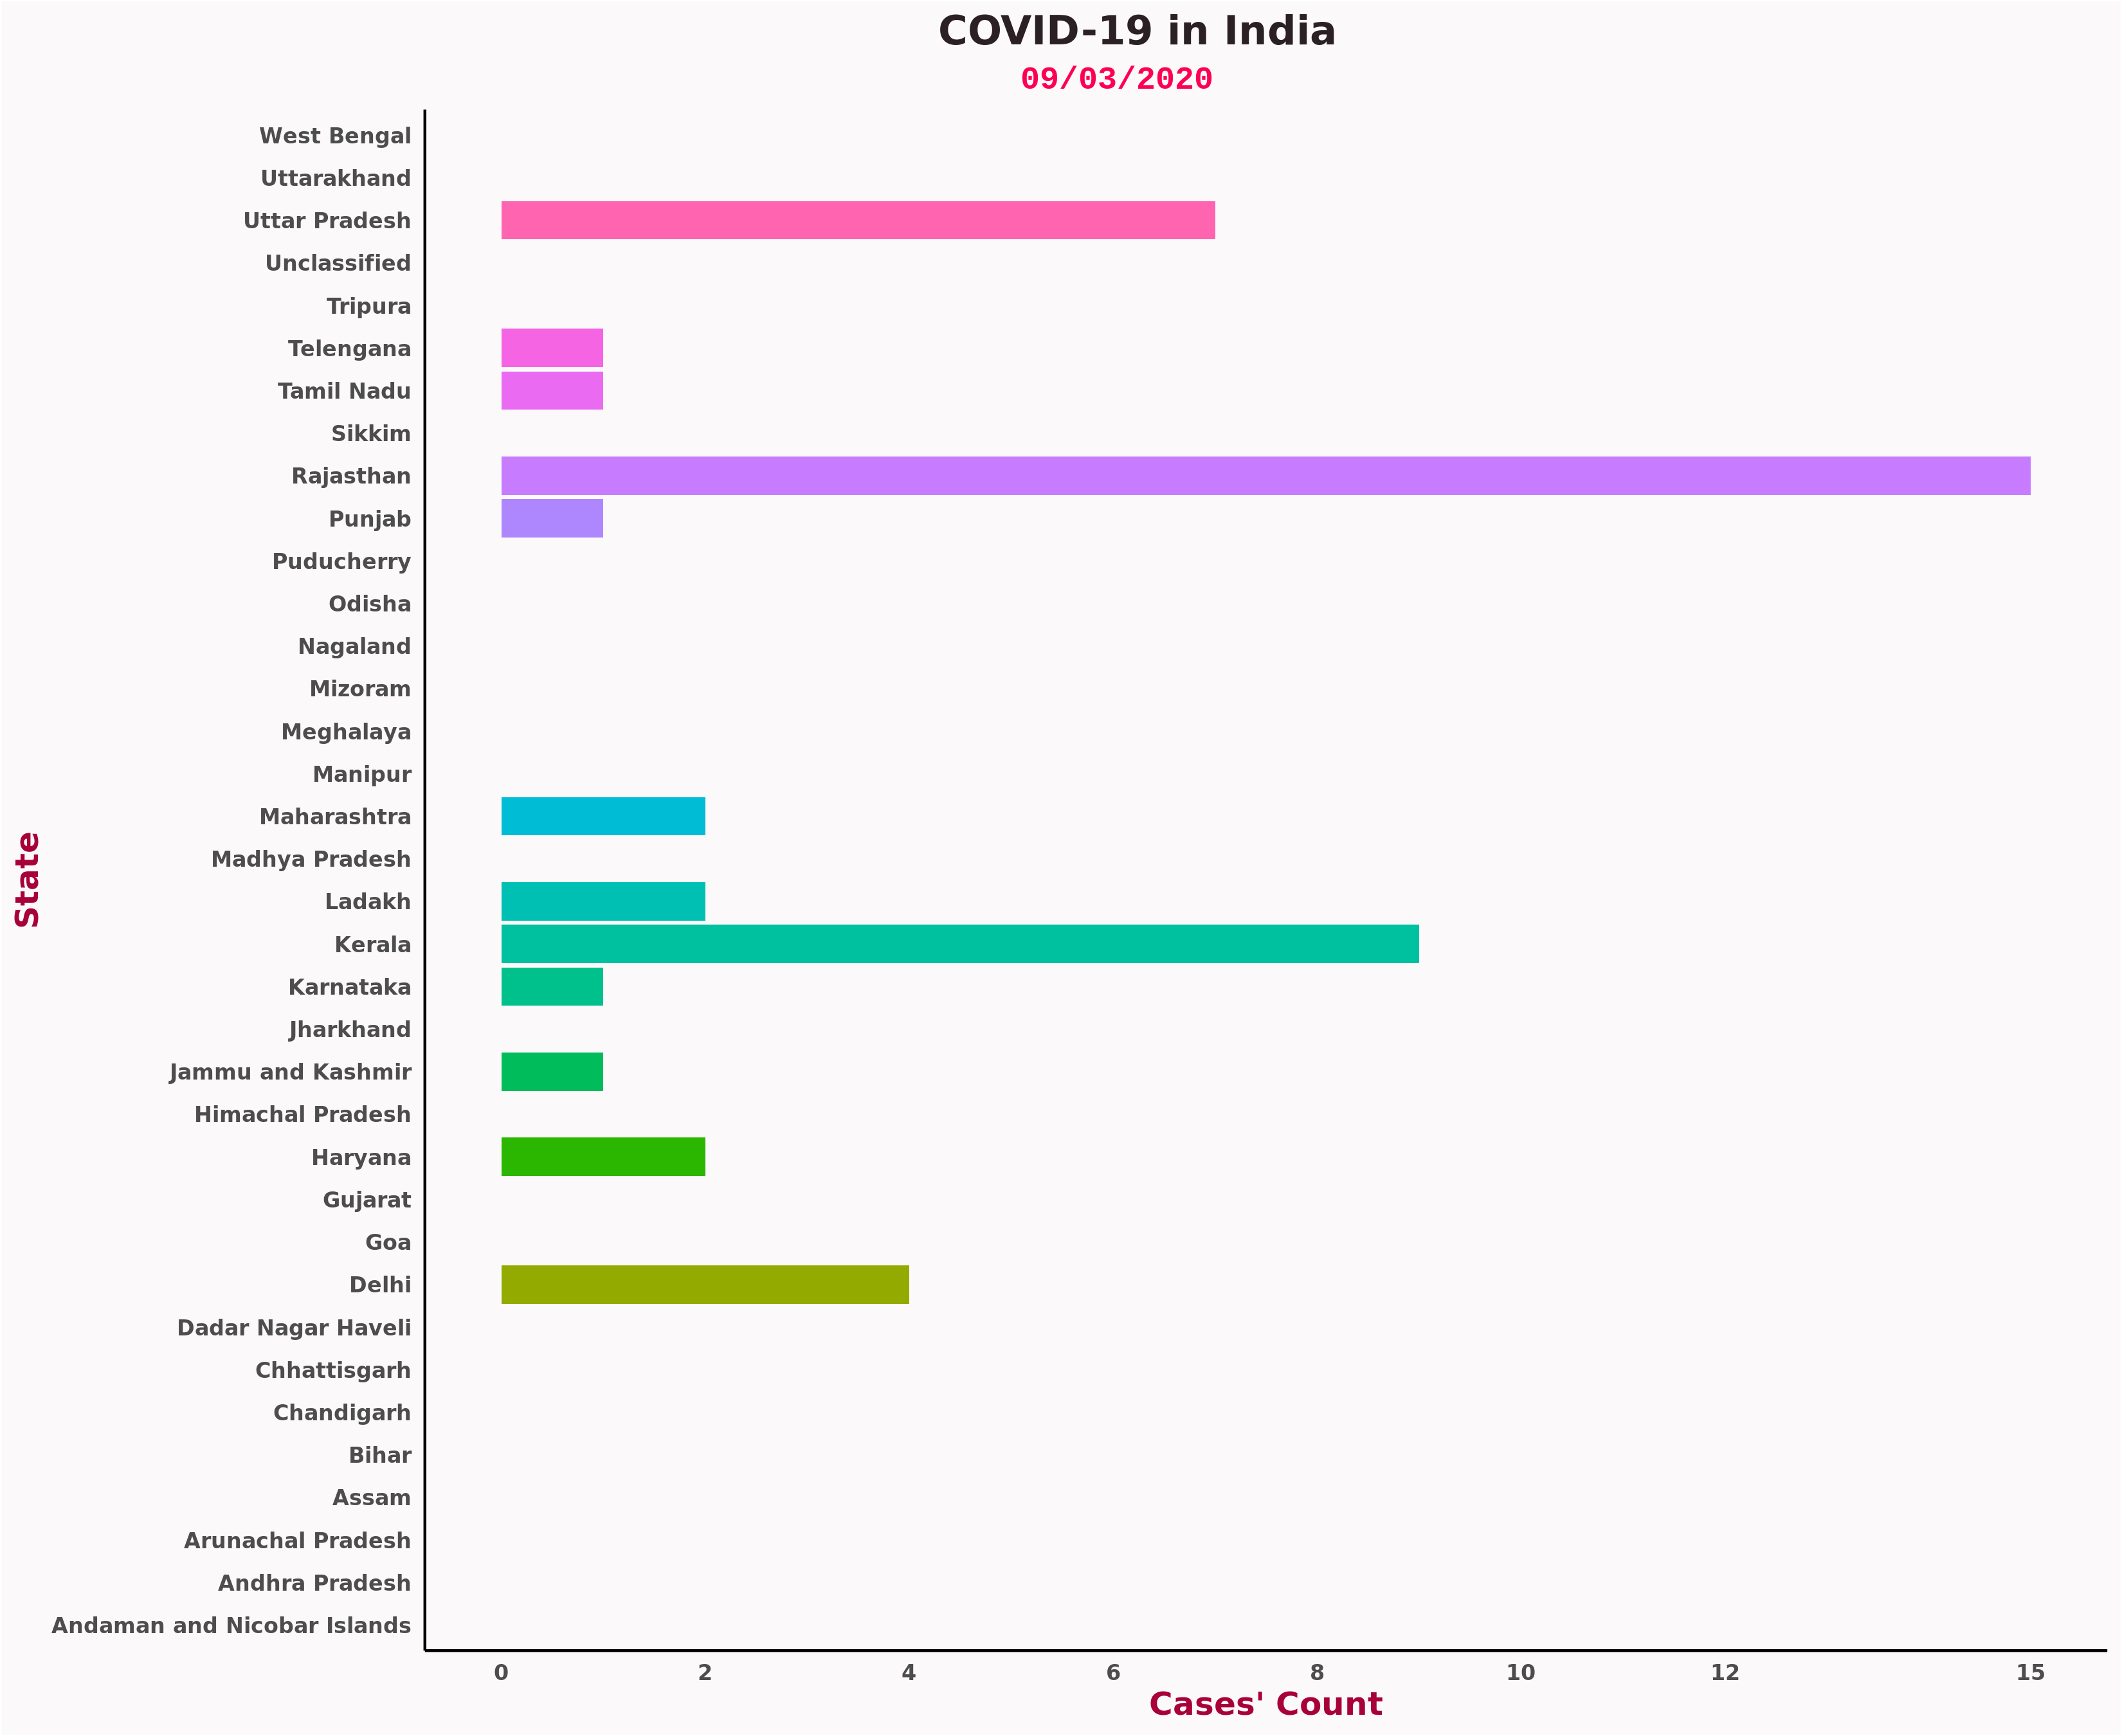 COVID-19 in India
09/03/2020
West Bengal
Uttarakhand
Uttar Pradesh
Unclassified
Tripura
Telengana
Tamil Nadu
Sikkim
Rajasthan
Punjab
Puducherry
Odisha
Nagaland
Mizoram
Meghalaya
Manipur
Maharashtra
Madhya Pradesh
Ladakh
Kerala
Karnataka
Jharkhand
Jammu and Kashmir
Himachal Pradesh
Haryana
Gujarat
Goa
Delhi
Dadar Nagar Haveli
Chhattisgarh
Chandigarh
Bihar
Assam
Arunachal Pradesh
Andhra Pradesh
Andaman and Nicobar Islands
State
0 2 4 6 8 10 12 15
Cases' Count